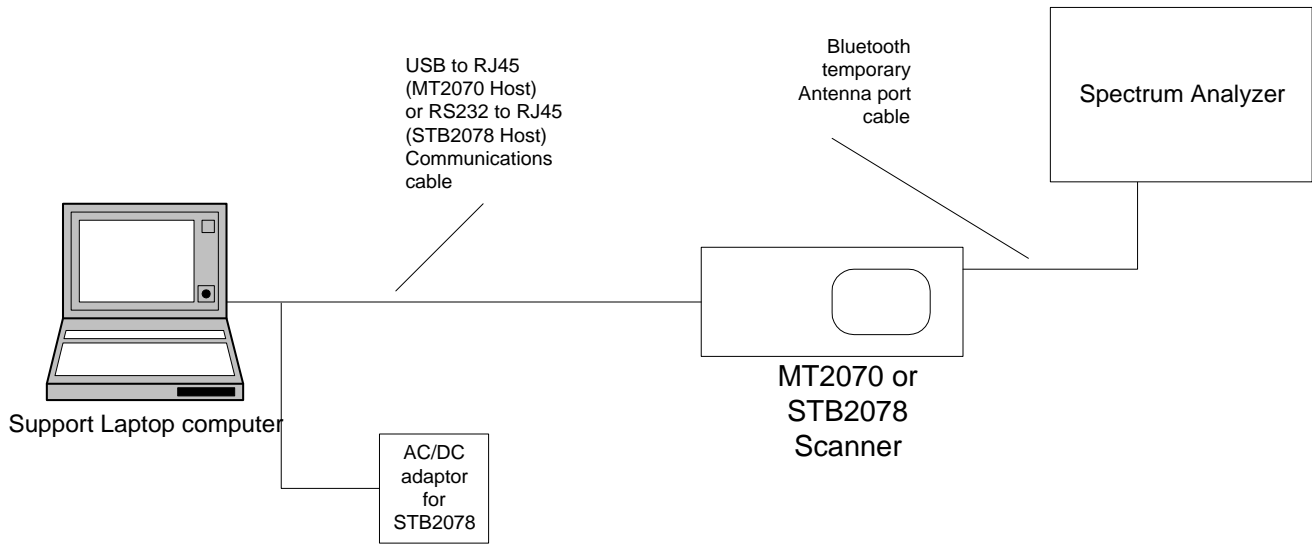 USB to RJ45
(MT2070 Host)
or RS232 to RJ45
(STB2078 Host)
Communications
cable
Bluetooth
temporary
Antenna port
cable
Spectrum Analyzer
Support Laptop computer
MT2070 or
STB2078
Scanner
AC/DC
adaptor
for
STB2078